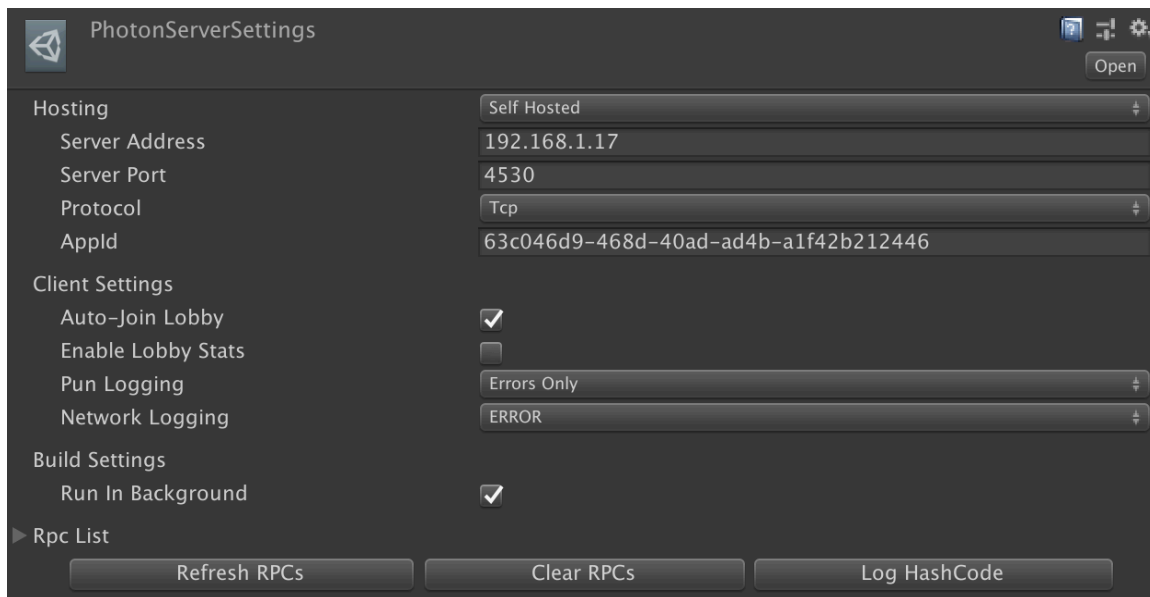 PhotonServerSettings
Open
Hosting Self Hosted
Server Address 192.168.1.17
Server Port 4530
Protocol Tcp
AppId 63c046d9-468d-40ad-ad4b-a1f42b212446
Client Settings
Auto-Join Lobby
Enable Lobby Stats
Pun Logging Errors Only
Network Logging ERROR
Build Settings
Run In Background
Rpc List
Refresh RPCs Clear RPCs Log HashCode